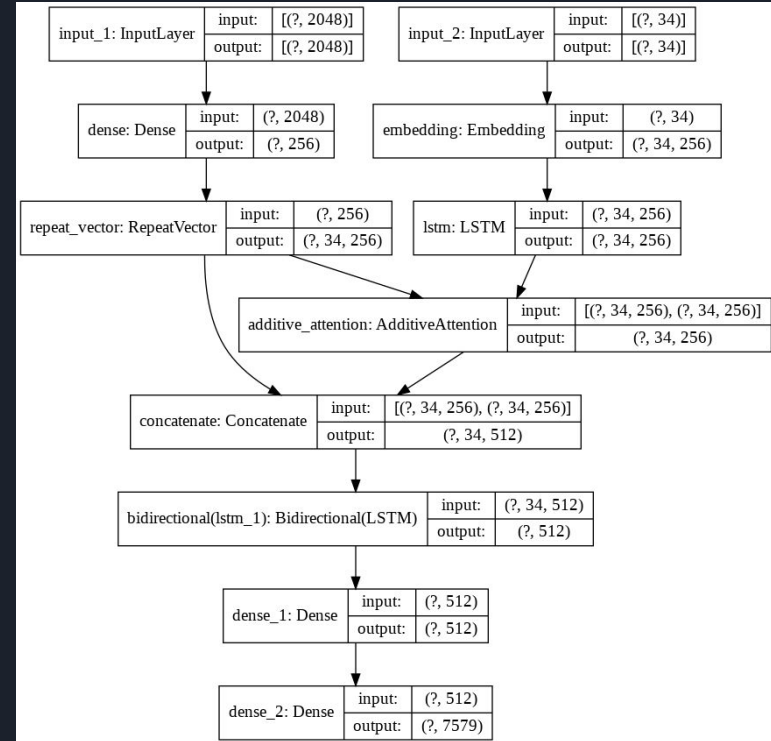 input_1: InputLayer
input: [(?, 2048)]
output: [(?, 2048)]
input_2: InputLayer
input: [(?, 34)]
output: [(?, 34)]
dense: Dense
input: (?, 2048)
output: (?, 256)
embedding: Embedding
input: (?, 34)
output: (?, 34, 256)
repeat_vector: RepeatVector
input: (?, 256)
output: (?, 34, 256)
lstm: LSTM
input: (?, 34, 256)
output: (?, 34, 256)
additive_attention: AdditiveAttention
input: [(?, 34, 256), (?, 34, 256)]
output: (?, 34, 256)
concatenate: Concatenate
input: [(?, 34, 256), (?, 34, 256)]
output: (?, 34, 512)
bidirectional(lstm_1): Bidirectional(LSTM)
input: (?, 34, 512)
output: (?, 512)
dense_1: Dense
input: (?, 512)
output: (?, 512)
dense_2: Dense
input: (?, 512)
output: (?, 7579)